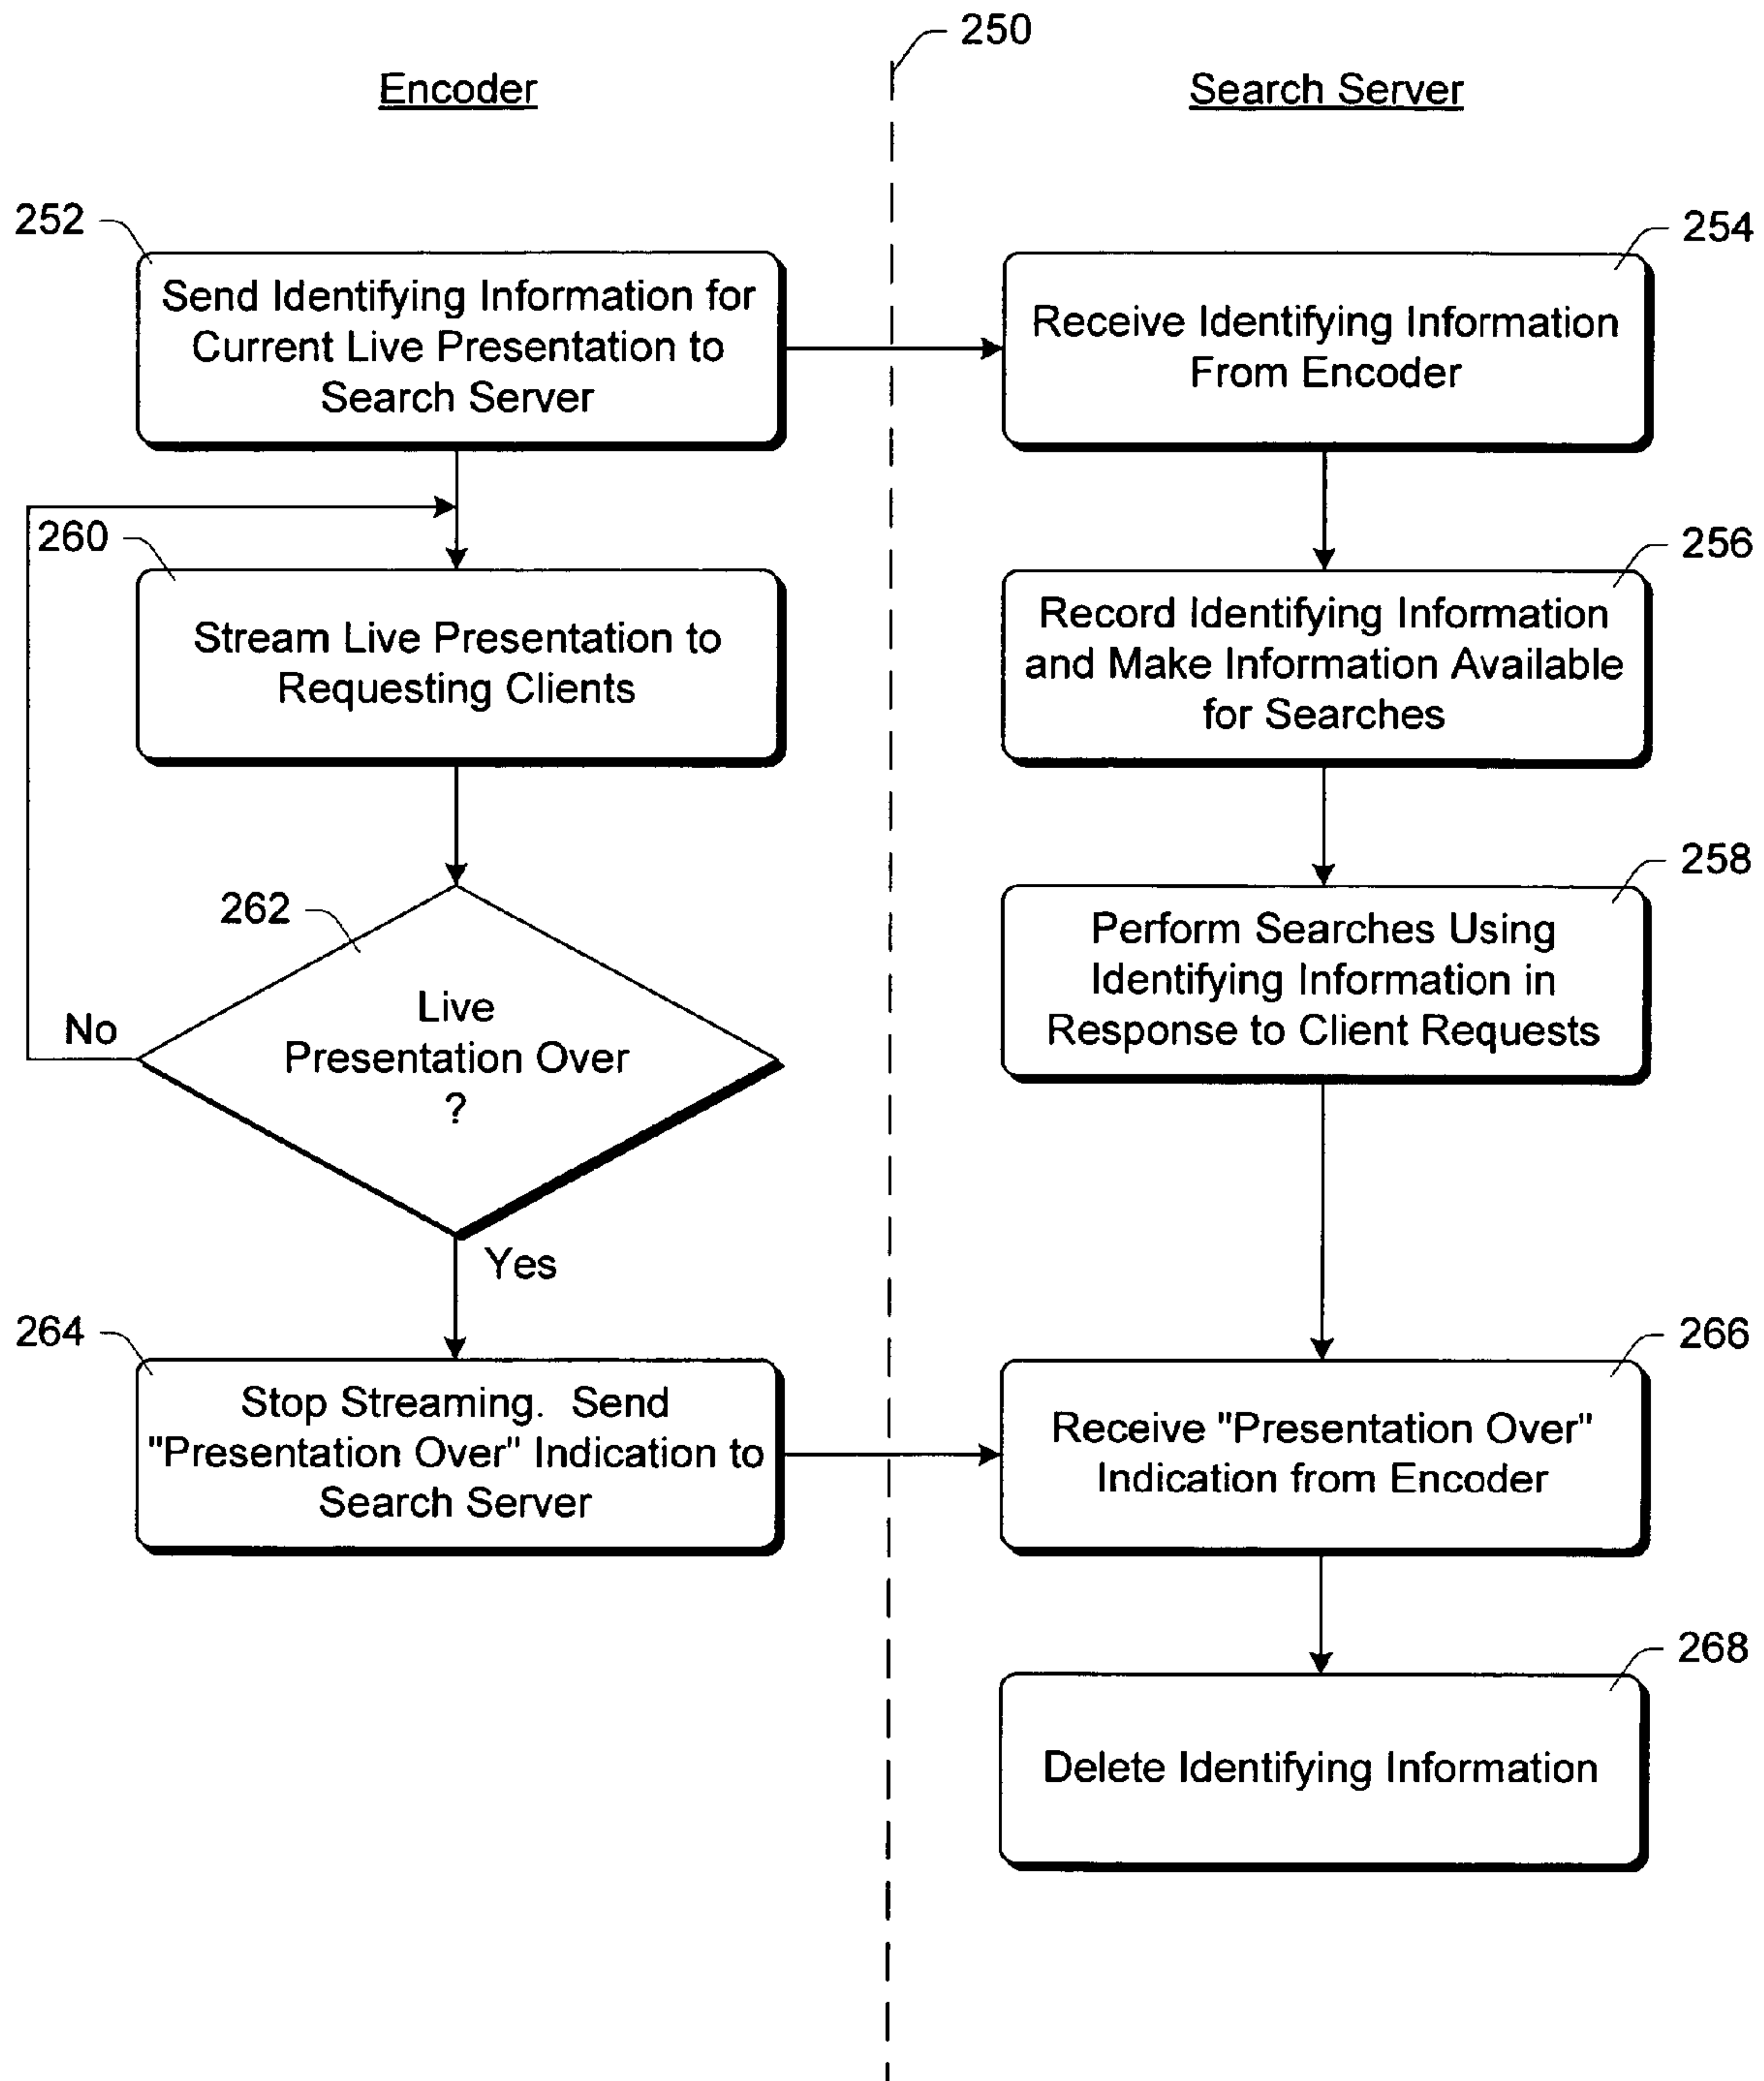 250
Encoder
Search Server
252
Send Identifying Information for
Current Live Presentation to
Search Server
254
Receive Identifying Information
From Encoder
260
Stream Live Presentation to
Requesting Clients
256
Record Identifying Information
and Make Information Available
for Searches
262
Live
Presentation Over
?
No
Yes
258
Perform Searches Using
Identifying Information in
Response to Client Requests
264
Stop Streaming. Send
"Presentation Over" Indication to
Search Server
266
Receive "Presentation Over"
Indication from Encoder
268
Delete Identifying Information